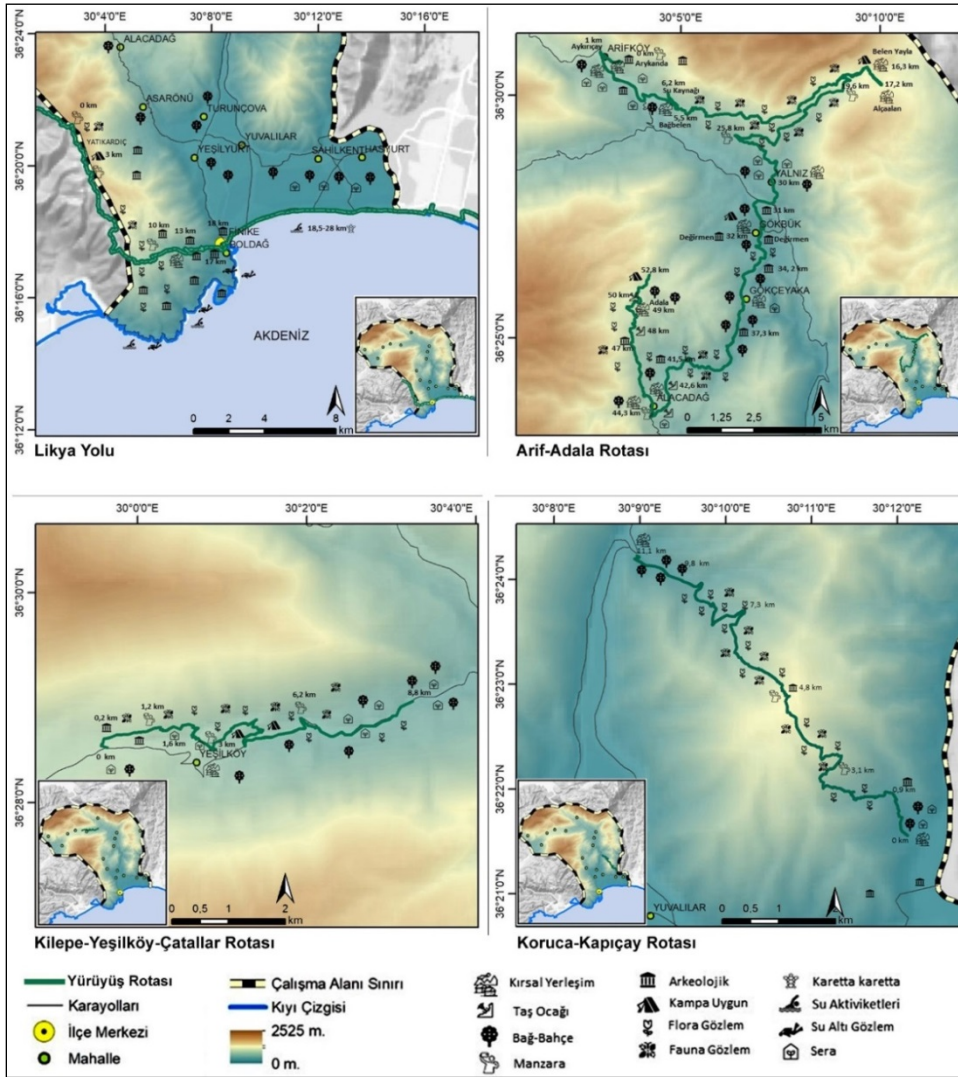 30°4'0"E 30°8'0"E 30°12'0"E 30°16'0"E
36°24'0"N
36°20'0"N
36°16'0"N
36°12'0"N
ALACADAĞ
ASARÖNÜ
TURUNÇOVA
0 km
YATIKARDIÇ
3 km
YUVALILAR
YEŞİLYURT
SAHİLKENT
HASYURT
10 km
13 km
16 km
FİNİKE
BOLDAĞ
17 km
18,5-28 km
AKDENİZ
0 2 4 8
km
Likya Yolu
30°5'0"E 30°10'0"E
36°30'0"N
36°25'0"N
1 km
Aykırıçay
ARİFKÖY
0 km
Arykanda
Belen Yayla
16,3 km
6,2 km
Su Kaynağı
19,6 km
17,2 km
Alçaalan
5,5 km
Bağbelen
25,8 km
YALNIZ
30 km
31 km
GÖKBÜK
32 km
Değirmen
Değirmen
34,2 km
52,8 km
GÖKÇEYAKA
50 km
Adala
49 km
48 km
37,3 km
47 km
41,5 km
42,6 km
ALACADAĞ
44,3 km
0 1,25 2,5 5
km
Arif-Adala Rotası
30°0'0"E 30°2'0"E 30°4'0"E
36°30'0"N
36°28'0"N
0,2 km
1,2 km
6,2 km
8,8 km
0 km
1,6 km
3 km
YEŞİLKÖY
0 0,5 1 2
km
Kilepe-Yeşilköy-Çatallar Rotası
30°8'0"E 30°9'0"E 30°10'0"E 30°11'0"E 30°12'0"E
36°24'0"N
36°23'0"N
36°22'0"N
36°21'0"N
11,1 km
9,8 km
7,3 km
4,8 km
3,1 km
0,9 km
0 km
YUVALILAR
0 0,5 1
km
Koruca-Kapıçay Rotası
Yürüyüş Rotası
Karayolları
İlçe Merkezi
Mahalle
Çalışma Alanı Sınırı
Kıyı Çizgisi
2525 m.
0 m.
Kırsal Yerleşim
Taş Ocağı
Bağ-Bahçe
Manzara
Arkeolojik
Kampa Uygun
Flora Gözlem
Fauna Gözlem
Karetta karetta
Su Aktiviketleri
Su Altı Gözlem
Sera